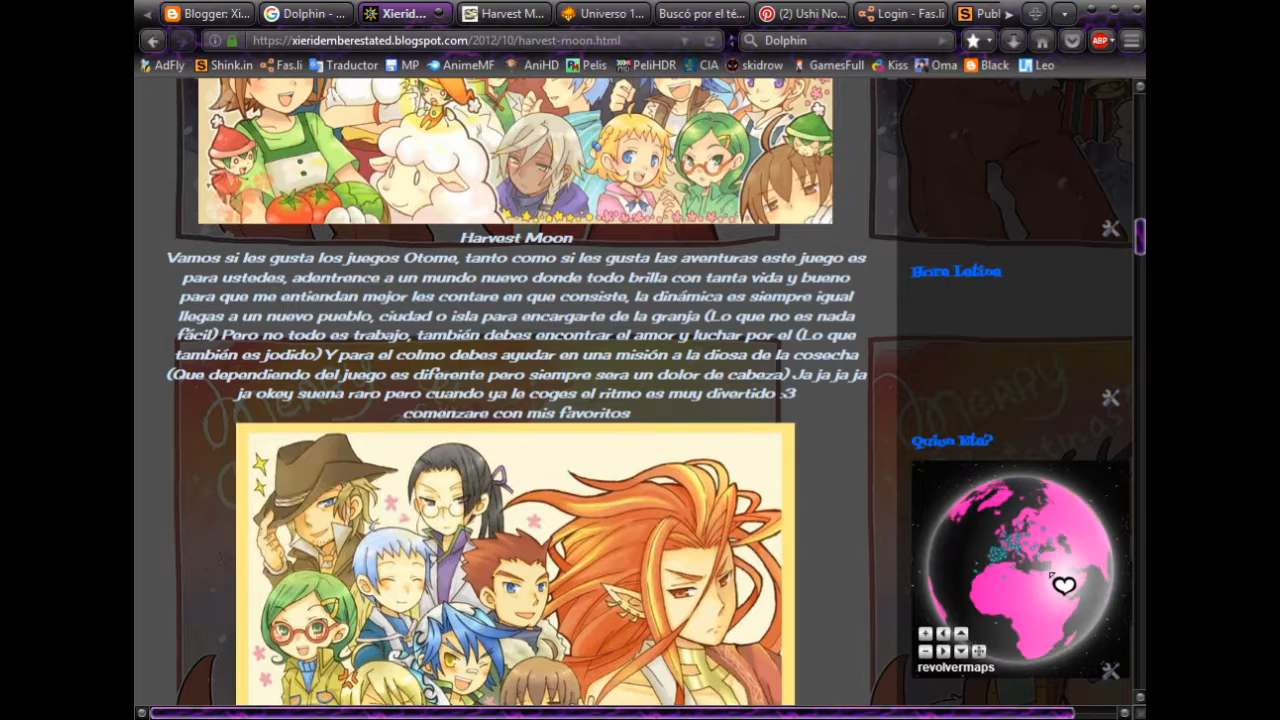 Blogger: Xi...
Dolphin - ...
Xierid...
Harvest M...
Universo 1...
Buscó por el té...
(2) Ushi No...
Login - Fas.li
Publ
https://xieridemberestated.blogspot.com/2012/10/harvest-moon.html
Dolphin
ABP
AdFly
Shink.in
Fas.li
Traductor
MP
AnimeMF
AniHD
Pelis
PeliHDR
CIA
skidrow
GamesFull
Kiss
Oma
Black
Leo
Harvest Moon
Vamos si les gusta los juegos Otome, tanto como si les gusta las aventuras este juego es
para ustedes, adentrence a un mundo nuevo donde todo brilla con tanta vida y bueno
para que me entiendan mejor les contare en que consiste, la dinámica es siempre igual
llegas a un nuevo pueblo, ciudad o isla para encargarte de la granja (Lo que no es nada
fácil) Pero no todo es trabajo, también debes encontrar el amor y luchar por el (Lo que
también es jodido) Y para el colmo debes ayudar en una misión a la diosa de la cosecha
(Que dependiendo del juego es diferente pero siempre sera un dolor de cabeza) Ja ja ja ja
ja okey suena raro pero cuando ya le coges el ritmo es muy divertido :3
comenzare con mis favoritos
Hora Letina
Quien Via?
revolvermaps
MERRY